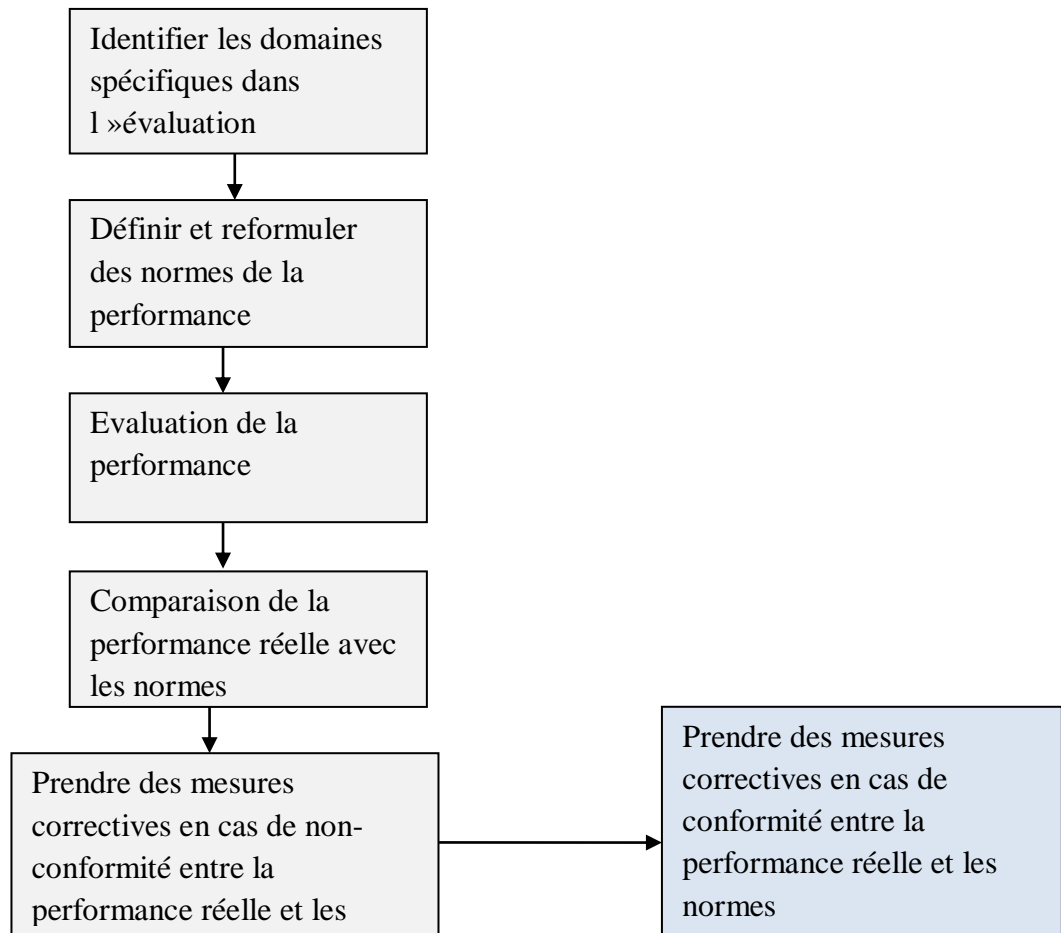 Identifier les domaines
spécifiques dans
l »évaluation
Définir et reformuler
des normes de la
performance
Evaluation de la
performance
Comparaison de la
performance réelle avec
les normes
Prendre des mesures
correctives en cas de non-
conformité entre la
performance réelle et les
Prendre des mesures
correctives en cas de
conformité entre la
performance réelle et les
normes